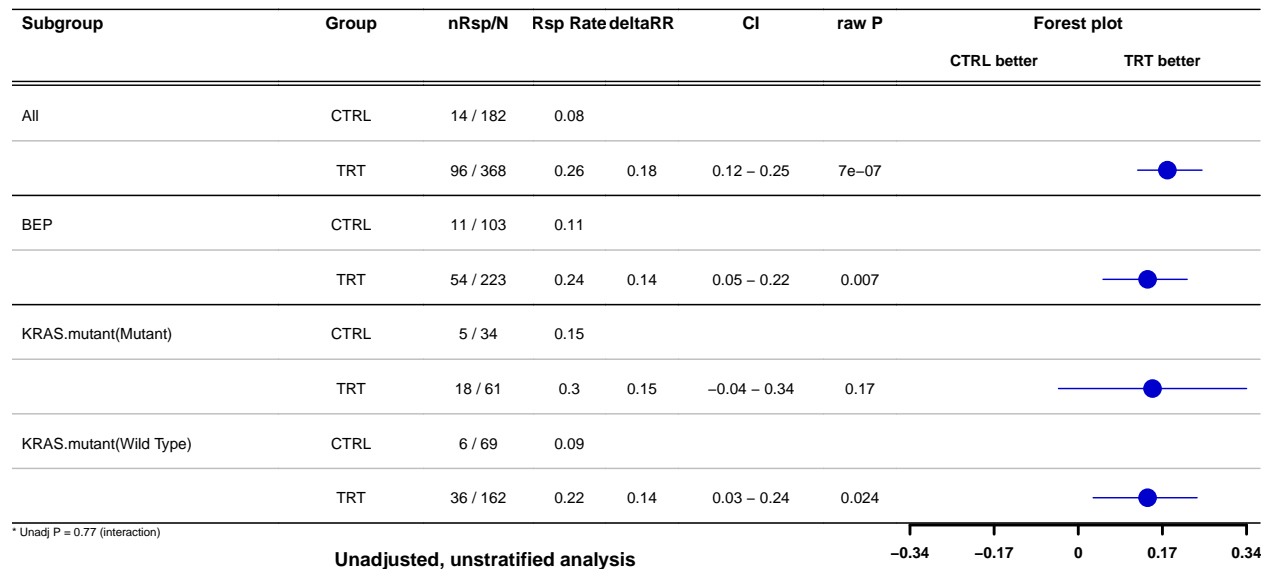 Subgroup Group nRsp/N Rsp Rate deltaRR CI raw P Forest plot
CTRL better TRT better
All CTRL 14 / 182 0.08
TRT 96 / 368 0.26 0.18 0.12 – 0.25 7e−07
BEP CTRL 11 / 103 0.11
TRT 54 / 223 0.24 0.14 0.05 – 0.22 0.007
KRAS.mutant(Mutant) CTRL 5 / 34 0.15
TRT 18 / 61 0.3 0.15 −0.04 – 0.34 0.17
KRAS.mutant(Wild Type) CTRL 6 / 69 0.09
TRT 36 / 162 0.22 0.14 0.03 – 0.24 0.024
* Unadj P = 0.77 (interaction)
−0.34 −0.17 0 0.17 0.34
Unadjusted, unstratified analysis